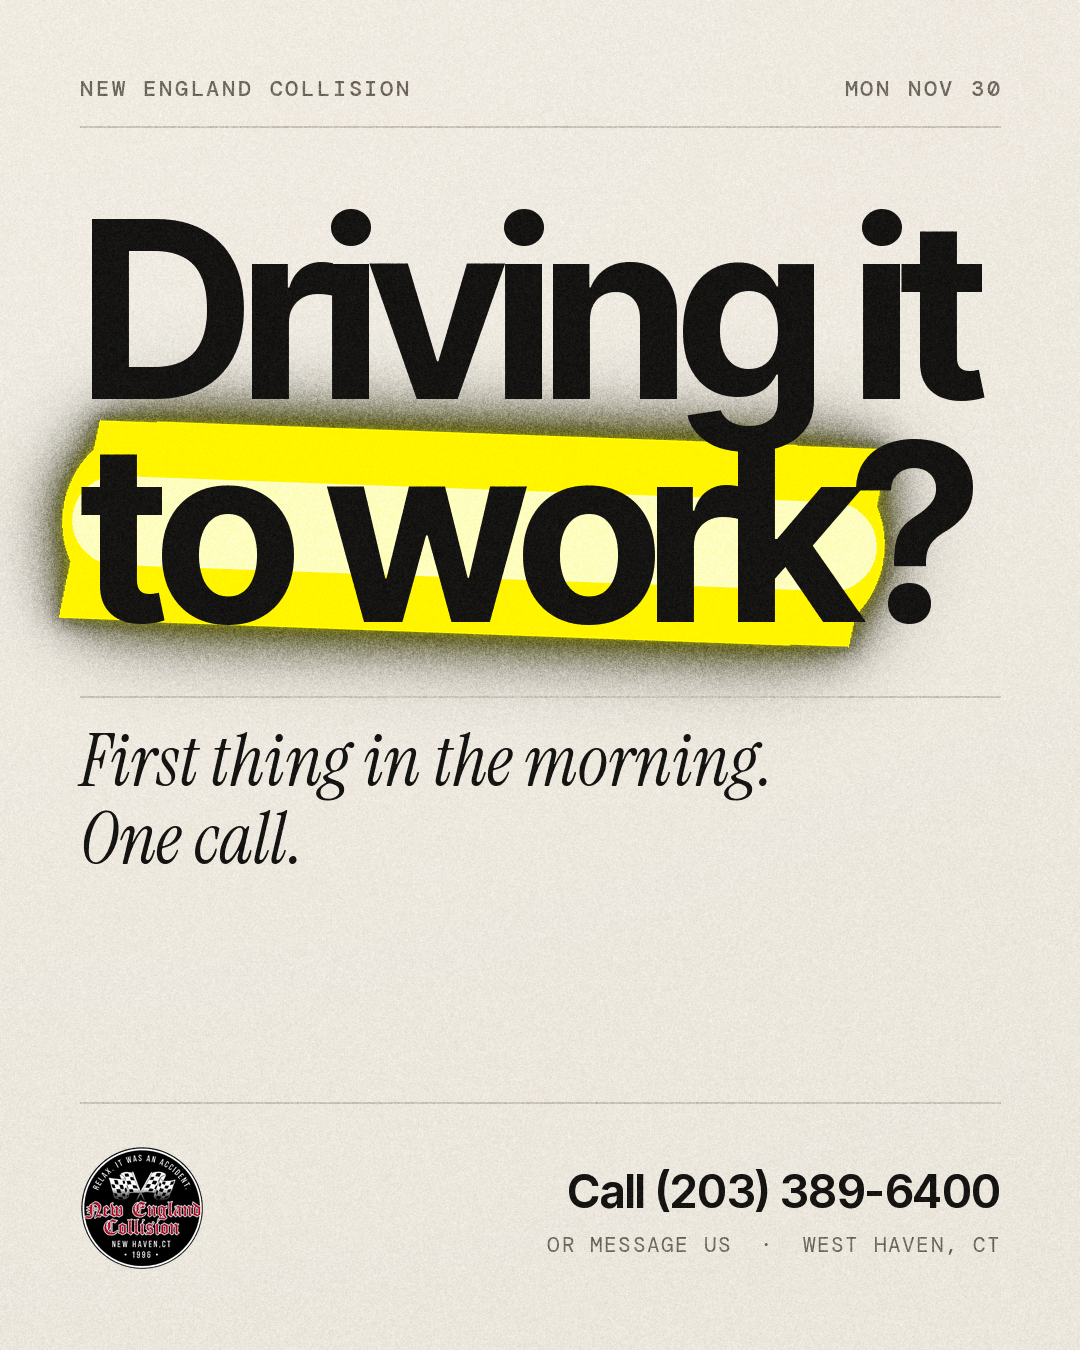 NEW ENGLAND COLLISION
MON NOV 30
Driving it
to work?
First thing in the morning.
One call.
RELAX, IT WAS AN ACCIDENT.
New England
Collision
NEW HAVEN, CT
• 1996 •
Call (203) 389-6400
OR MESSAGE US · WEST HAVEN, CT